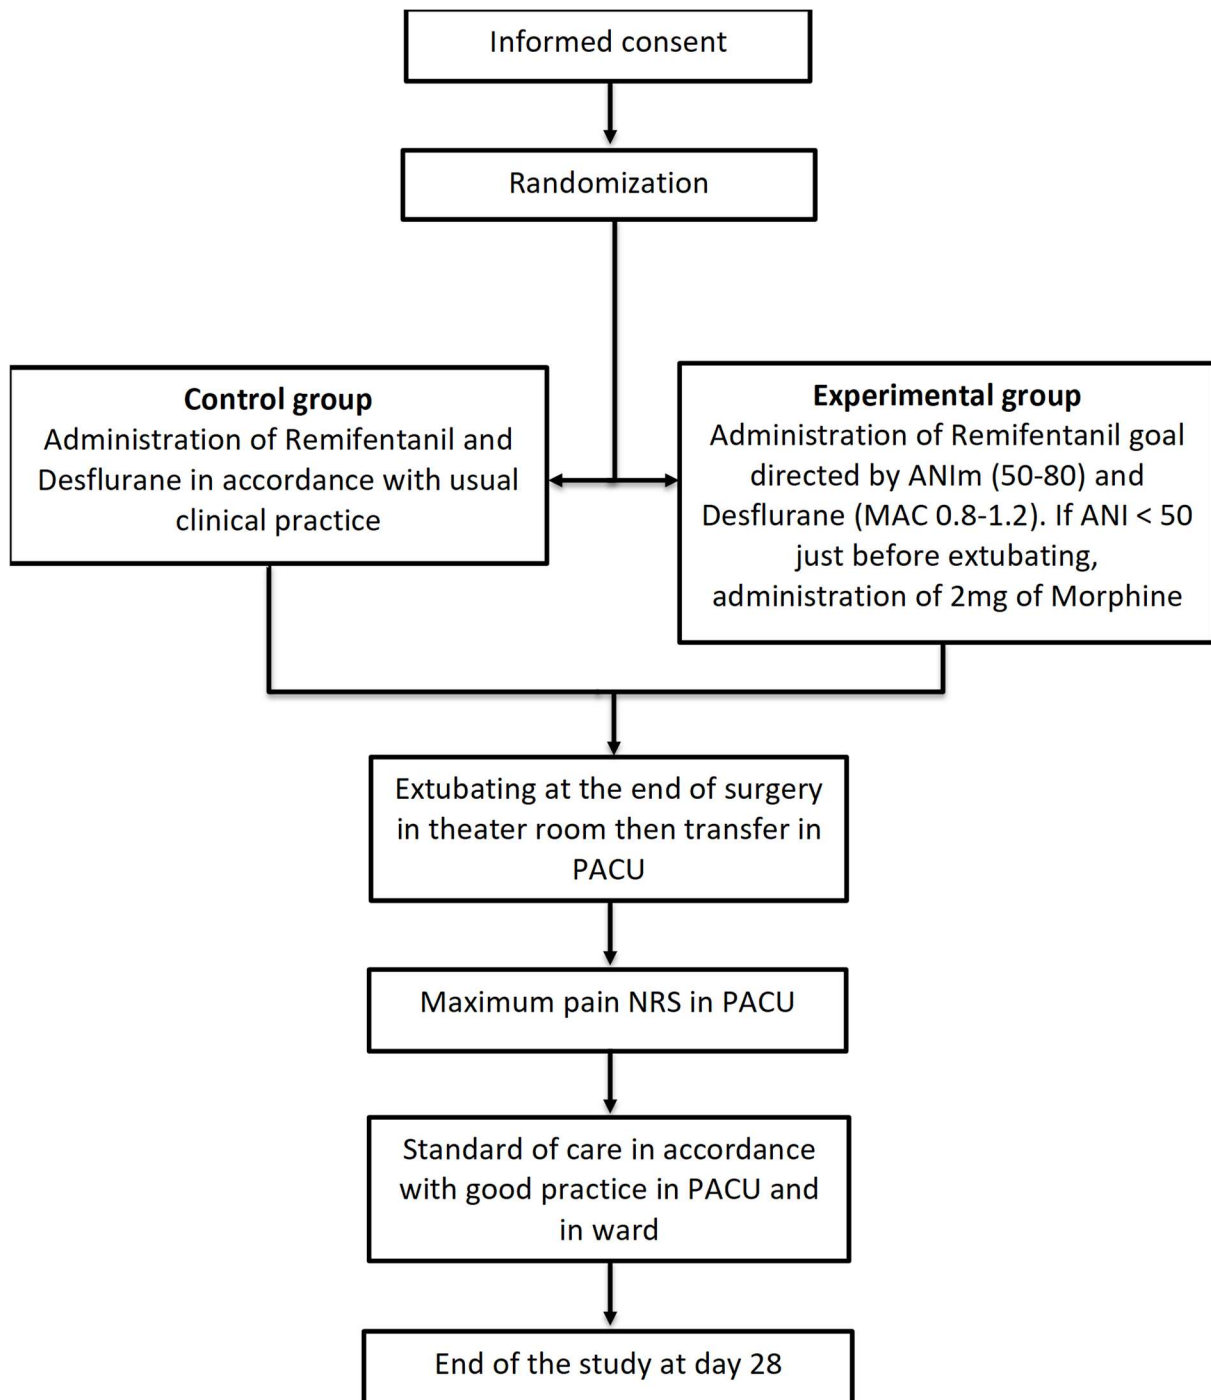 Informed consent
Randomization
Control group
Administration of Remifentanil and
Desflurane in accordance with usual
clinical practice
Experimental group
Administration of Remifentanil goal
directed by ANIm (50-80) and
Desflurane (MAC 0.8-1.2). If ANI < 50
just before extubating,
administration of 2mg of Morphine
Extubating at the end of surgery
in theater room then transfer in
PACU
Maximum pain NRS in PACU
Standard of care in accordance
with good practice in PACU and
in ward
End of the study at day 28